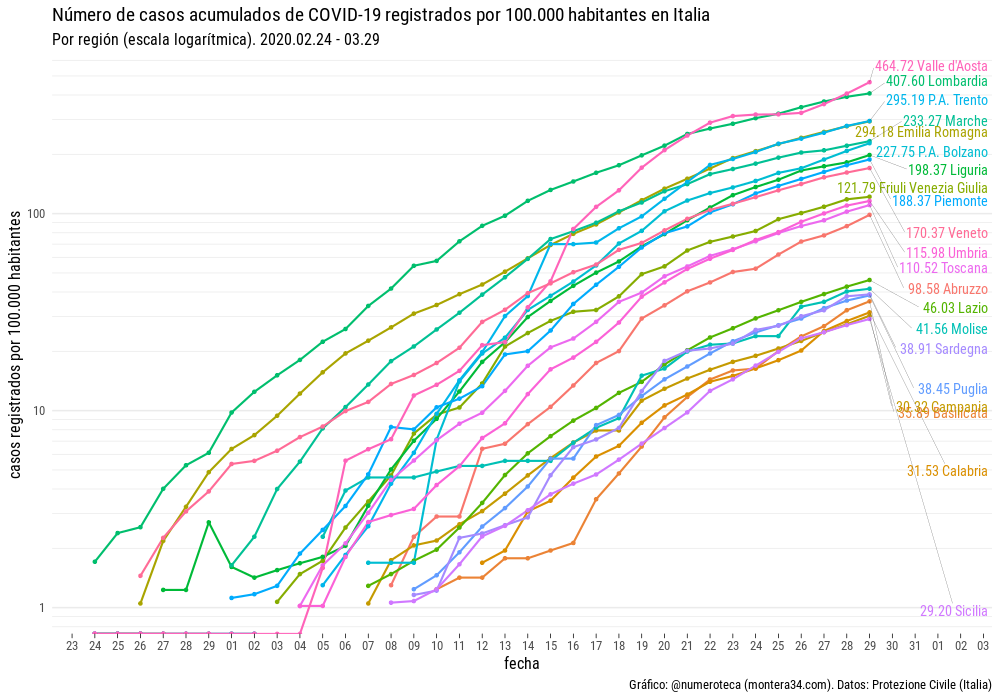 Número de casos acumulados de COVID-19 registrados por 100.000 habitantes en Italia
Por región (escala logarítmica). 2020.02.24 - 03.29
464.72 Valle d'Aosta
407.60 Lombardia
295.19 P.A. Trento
233.27 Marche
294.18 Emilia Romagna
227.75 P.A. Bolzano
198.37 Liguria
121.79 Friuli Venezia Giulia
188.37 Piemonte
170.37 Veneto
115.98 Umbria
110.52 Toscana
98.58 Abruzzo
46.03 Lazio
41.56 Molise
38.91 Sardegna
38.45 Puglia
30.32 Campania
35.89 Basilicata
31.53 Calabria
29.20 Sicilia
casos registrados por 100.000 habitantes
100
10
1
23 24 25 26 27 28 29 01 02 03 04 05 06 07 08 09 10 11 12 13 14 15 16 17 18 19 20 21 22 23 24 25 26 27 28 29 30 31 01 02 03
fecha
Gráfico: @numeroteca (montera34.com). Datos: Protezione Civile (Italia)